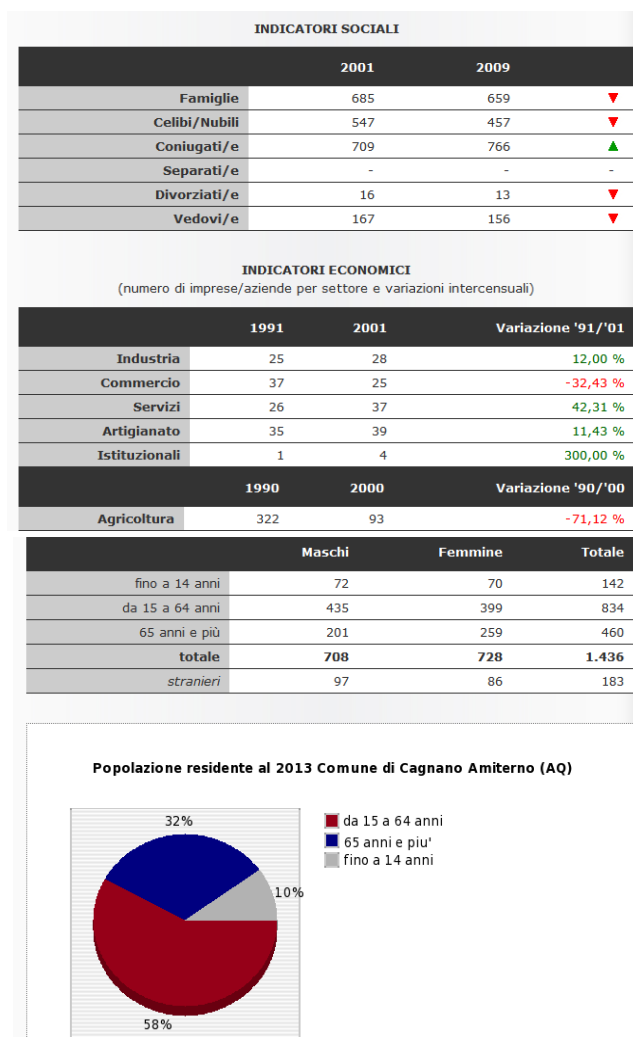 INDICATORI SOCIALI
2001 2009
Famiglie 685 659 ▼
Celibi/Nubili 547 457 ▼
Coniugati/e 709 766 ▲
Separati/e - - -
Divorziati/e 16 13 ▼
Vedovi/e 167 156 ▼
INDICATORI ECONOMICI
(numero di imprese/aziende per settore e variazioni intercensuali)
1991 2001 Variazione '91/'01
Industria 25 28 12,00 %
Commercio 37 25 -32,43 %
Servizi 26 37 42,31 %
Artigianato 35 39 11,43 %
Istituzionali 1 4 300,00 %
1990 2000 Variazione '90/'00
Agricoltura 322 93 -71,12 %
Maschi Femmine Totale
fino a 14 anni 72 70 142
da 15 a 64 anni 435 399 834
65 anni e più 201 259 460
totale 708 728 1.436
stranieri 97 86 183
Popolazione residente al 2013 Comune di Cagnano Amiterno (AQ)
32%
10%
58%
da 15 a 64 anni
65 anni e piu'
fino a 14 anni